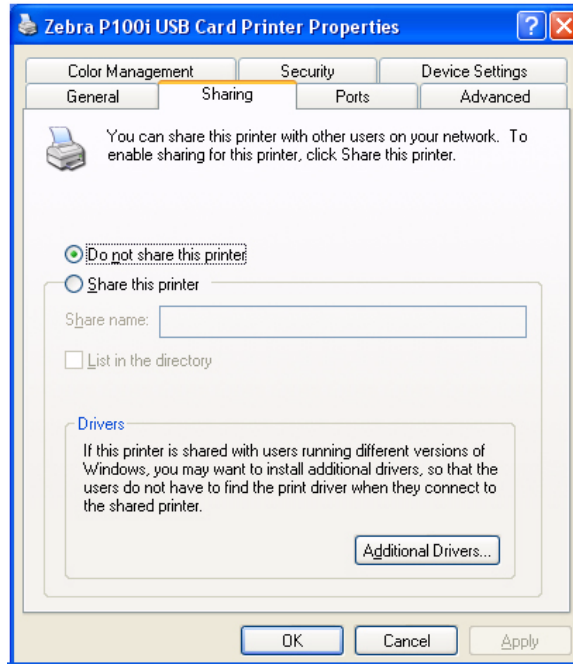 Zebra P100i USB Card Printer Properties
Color Management Security Device Settings
General Sharing Ports Advanced
You can share this printer with other users on your network. To
enable sharing for this printer, click Share this printer.
Do not share this printer
Share this printer
Share name:
List in the directory
Drivers
If this printer is shared with users running different versions of
Windows, you may want to install additional drivers, so that the
users do not have to find the print driver when they connect to
the shared printer.
Additional Drivers...
OK Cancel Apply